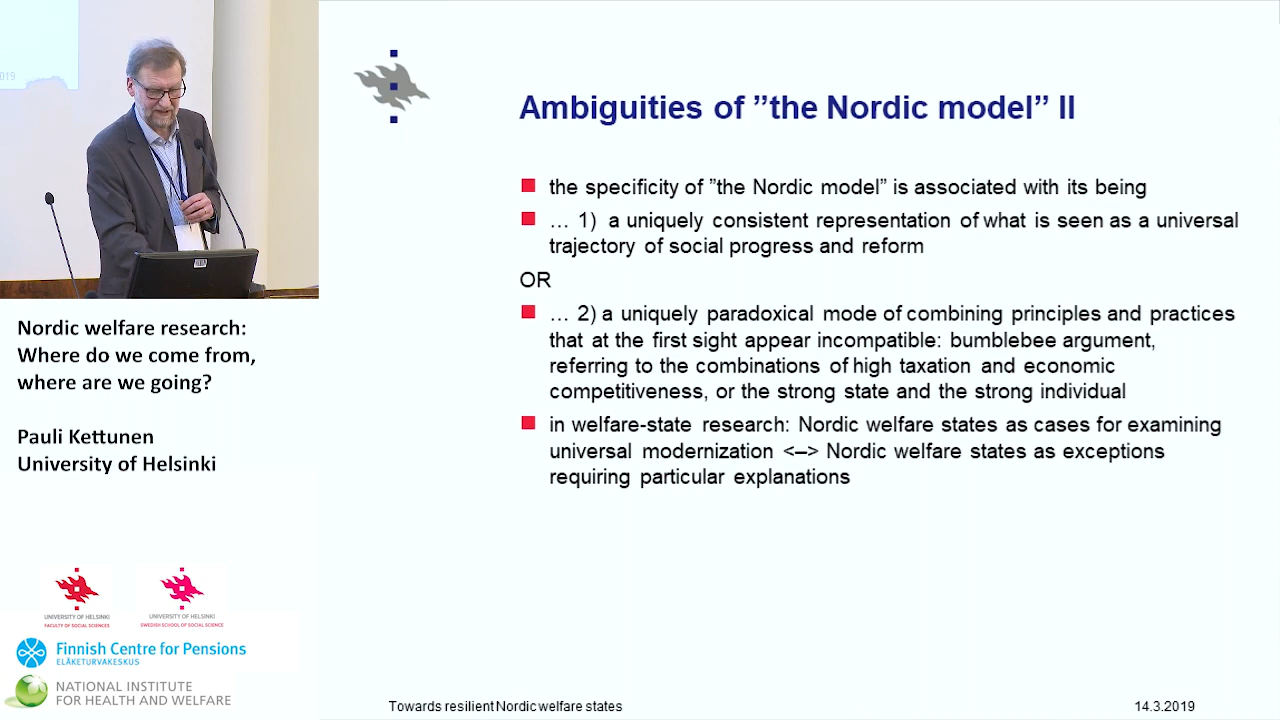 019
Ambiguities of ”the Nordic model” II
the specificity of ”the Nordic model” is associated with its being
… 1) a uniquely consistent representation of what is seen as a universal
trajectory of social progress and reform
OR
… 2) a uniquely paradoxical mode of combining principles and practices
that at the first sight appear incompatible: bumblebee argument,
referring to the combinations of high taxation and economic
competitiveness, or the strong state and the strong individual
in welfare-state research: Nordic welfare states as cases for examining
universal modernization <–> Nordic welfare states as exceptions
requiring particular explanations
Towards resilient Nordic welfare states
14.3.2019
Nordic welfare research:
Where do we come from,
where are we going?
Pauli Kettunen
University of Helsinki
UNIVERSITY OF HELSINKI
FACULTY OF SOCIAL SCIENCES
UNIVERSITY OF HELSINKI
SWEDISH SCHOOL OF SOCIAL SCIENCE
Finnish Centre for Pensions
ELÄKETURVAKESKUS
NATIONAL INSTITUTE
FOR HEALTH AND WELFARE